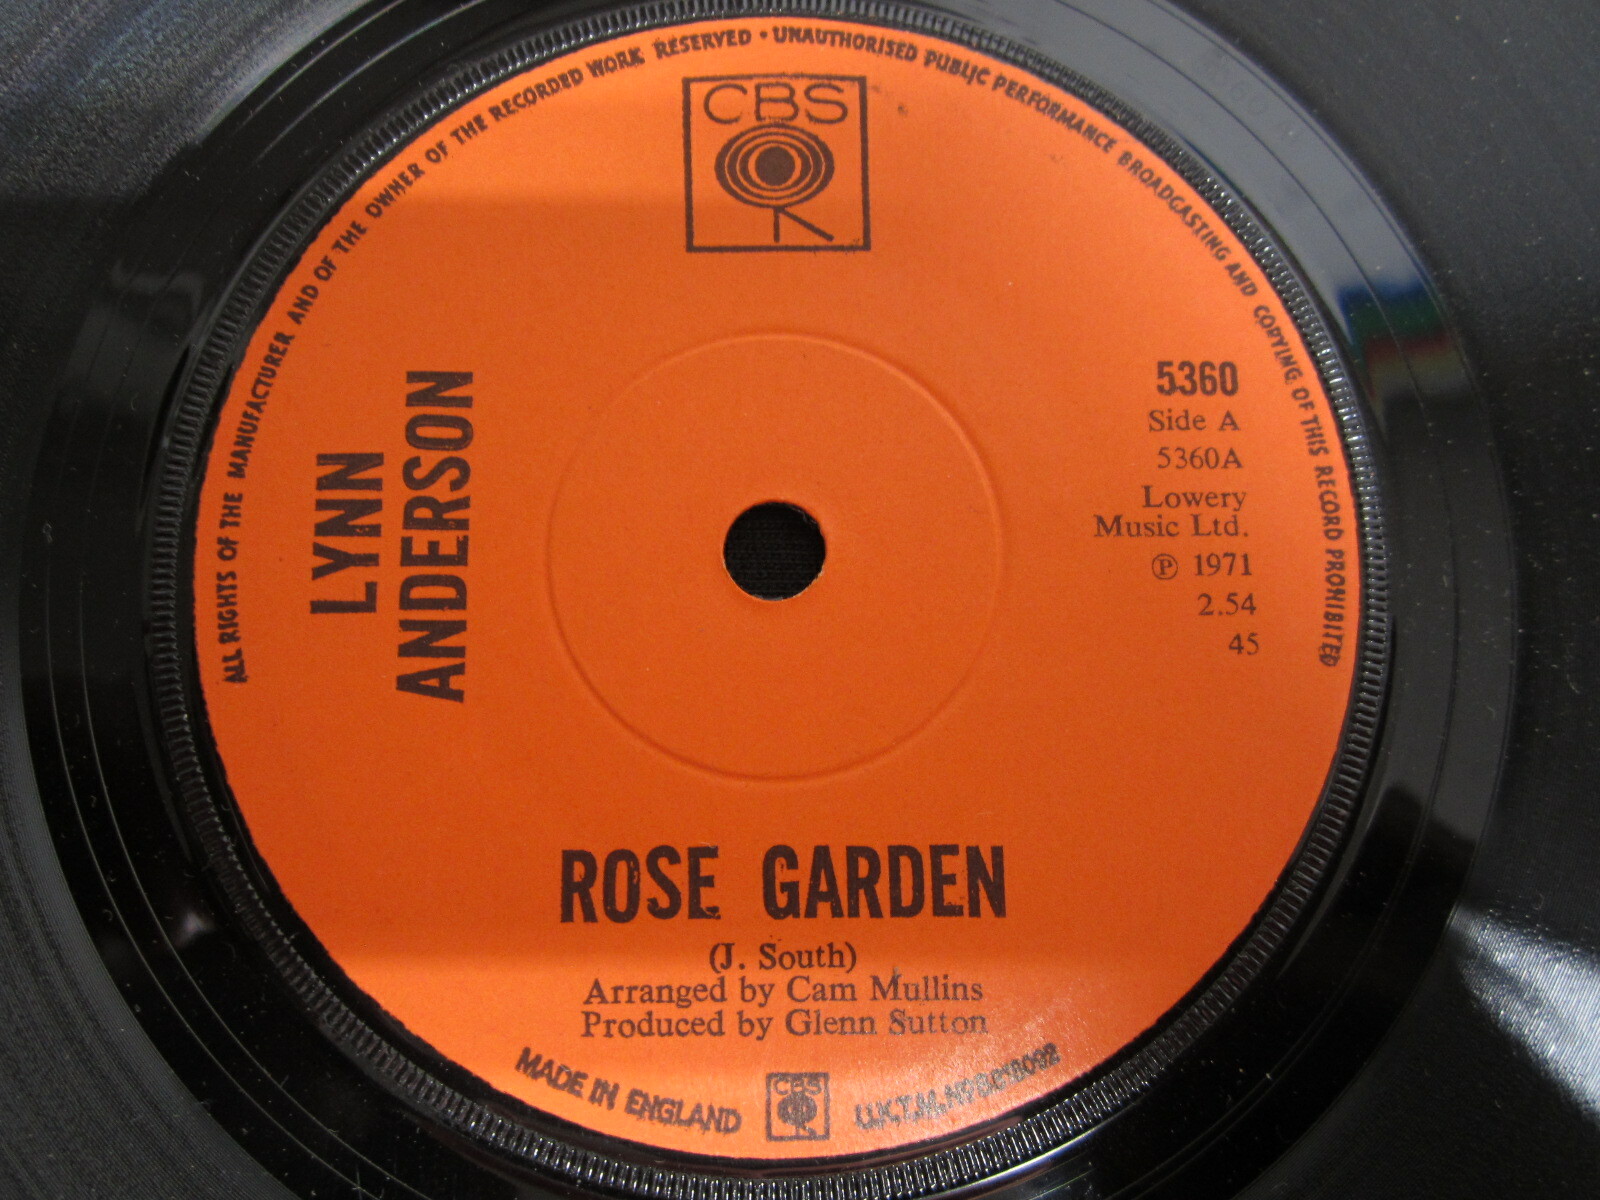 ALL RIGHTS OF THE MANUFACTURER AND OF THE OWNER OF THE RECORDED WORK RESERVED • UNAUTHORISED PUBLIC PERFORMANCE BROADCASTING AND COPYING OF THIS RECORD PROHIBITED
CBS
LYNN
ANDERSON
5360
Side A
5360A
Lowery
Music Ltd.
℗ 1971
2.54
45
ROSE GARDEN
(J. South)
Arranged by Cam Mullins
Produced by Glenn Sutton
MADE IN ENGLAND
CBS
U.K.T.M.